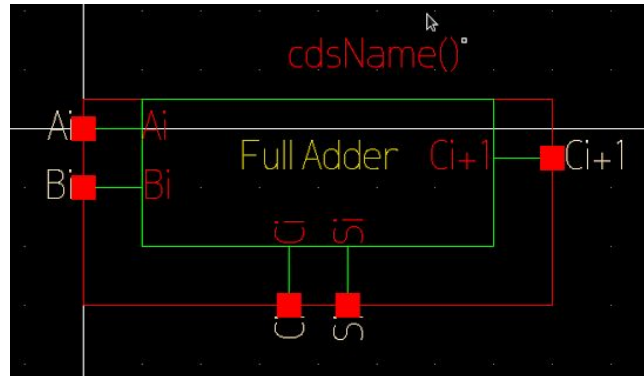 cdsName()
Ai Ai
Full Adder Ci+1 Ci+1
Bi Bi
Ci Si
Ci Si